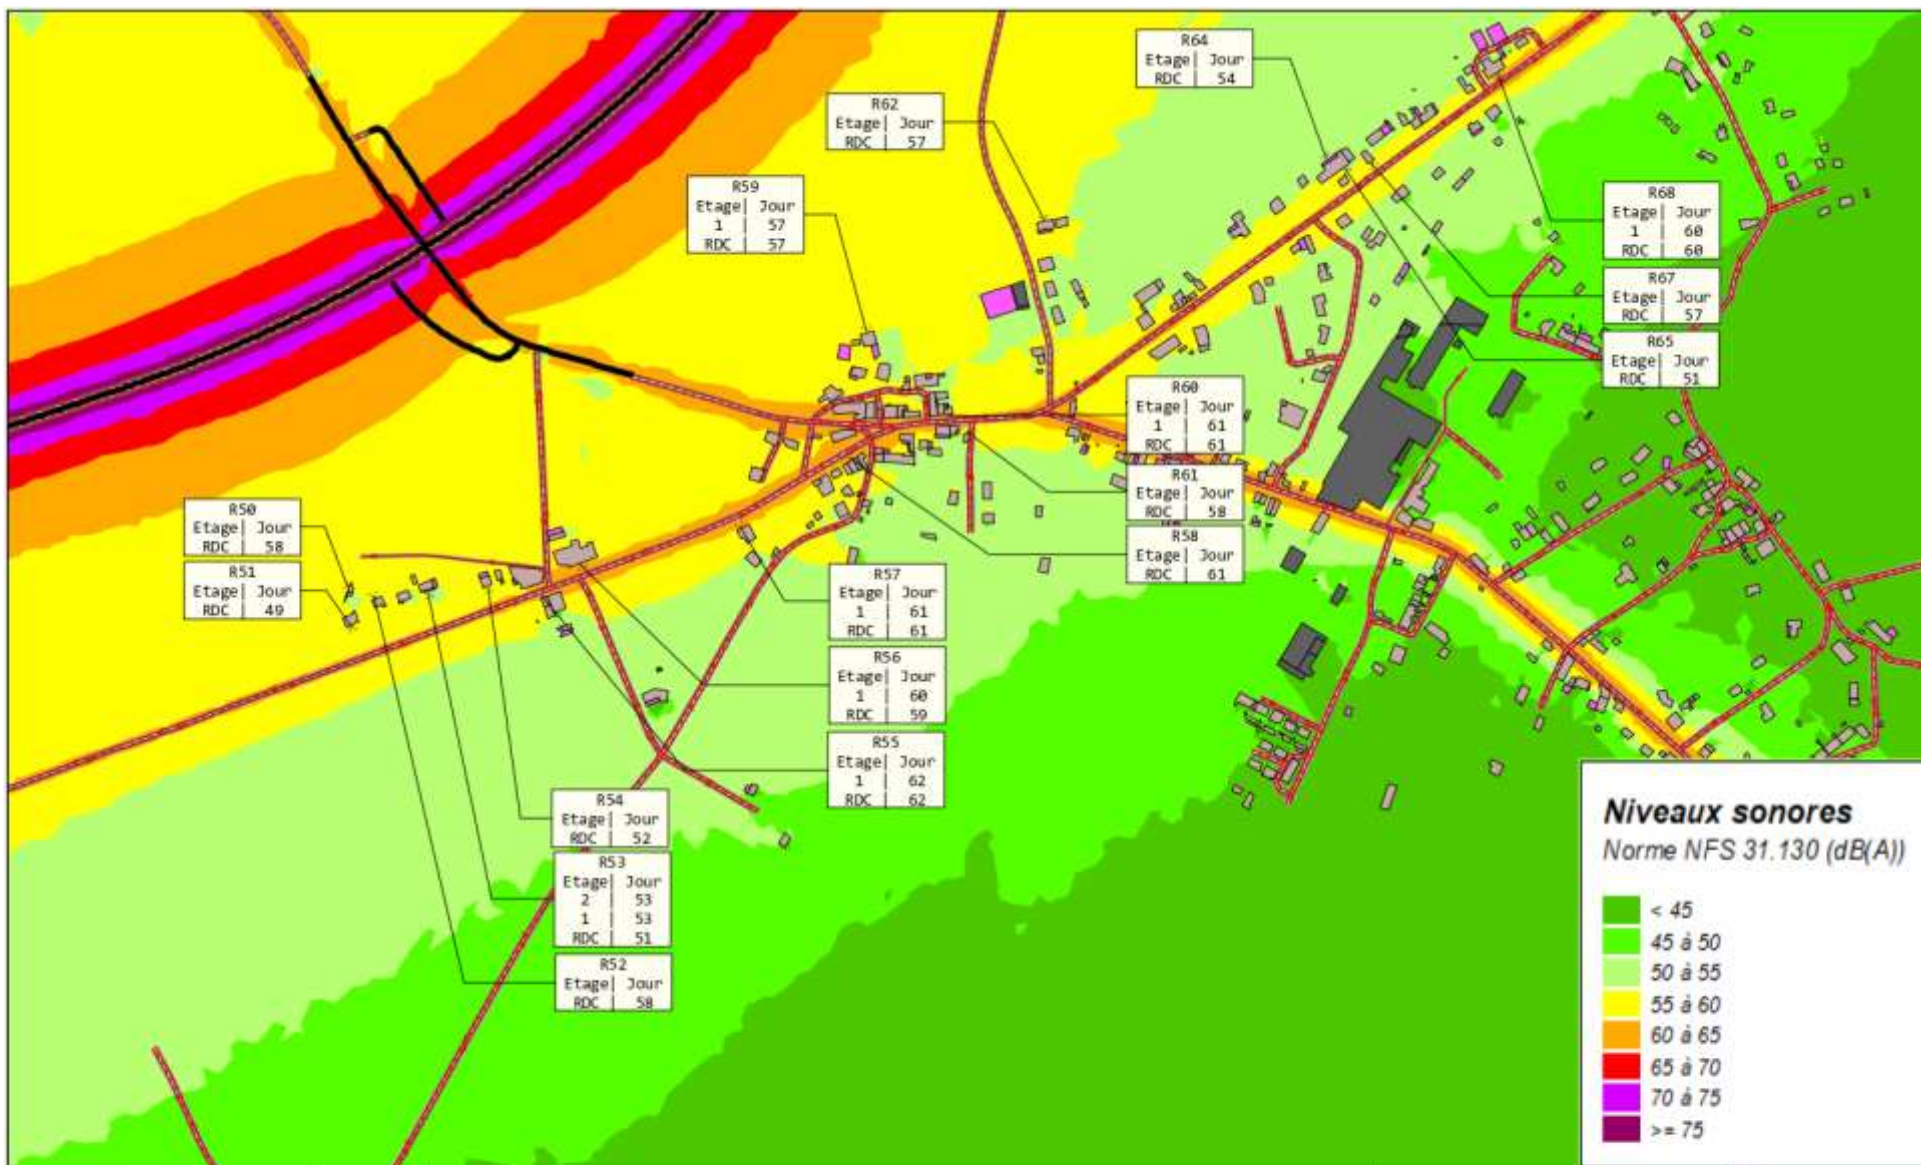 R64
Etage| Jour
RDC | 54
R62
Etage| Jour
RDC | 57
R59
Etage| Jour
1 | 57
RDC | 57
R68
Etage| Jour
1 | 60
RDC | 60
R67
Etage| Jour
RDC | 57
R65
Etage| Jour
RDC | 51
R60
Etage| Jour
1 | 61
RDC | 61
R61
Etage| Jour
RDC | 58
R58
Etage| Jour
RDC | 61
R50
Etage| Jour
RDC | 58
R51
Etage| Jour
RDC | 49
R57
Etage| Jour
1 | 61
RDC | 61
R56
Etage| Jour
1 | 60
RDC | 59
R55
Etage| Jour
1 | 62
RDC | 62
R54
Etage| Jour
RDC | 52
R53
Etage| Jour
2 | 53
1 | 53
RDC | 51
R52
Etage| Jour
RDC | 58
Niveaux sonores
Norme NFS 31.130 (dB(A))
< 45
45 à 50
50 à 55
55 à 60
60 à 65
65 à 70
70 à 75
>= 75